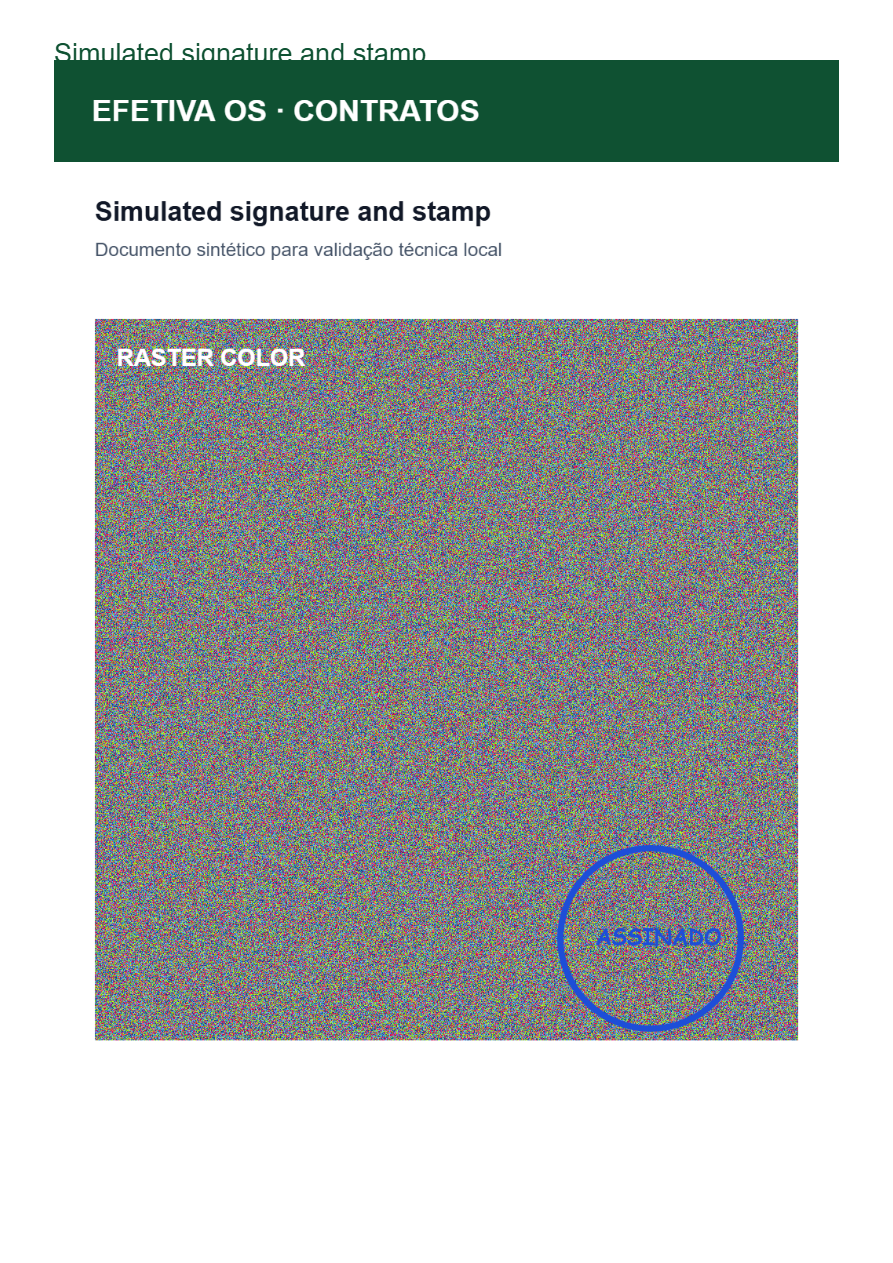 Simulated signature and stamp
EFETIVA OS · CONTRATOS
Simulated signature and stamp
Documento sintético para validação técnica local
RASTER COLOR
ASSINADO